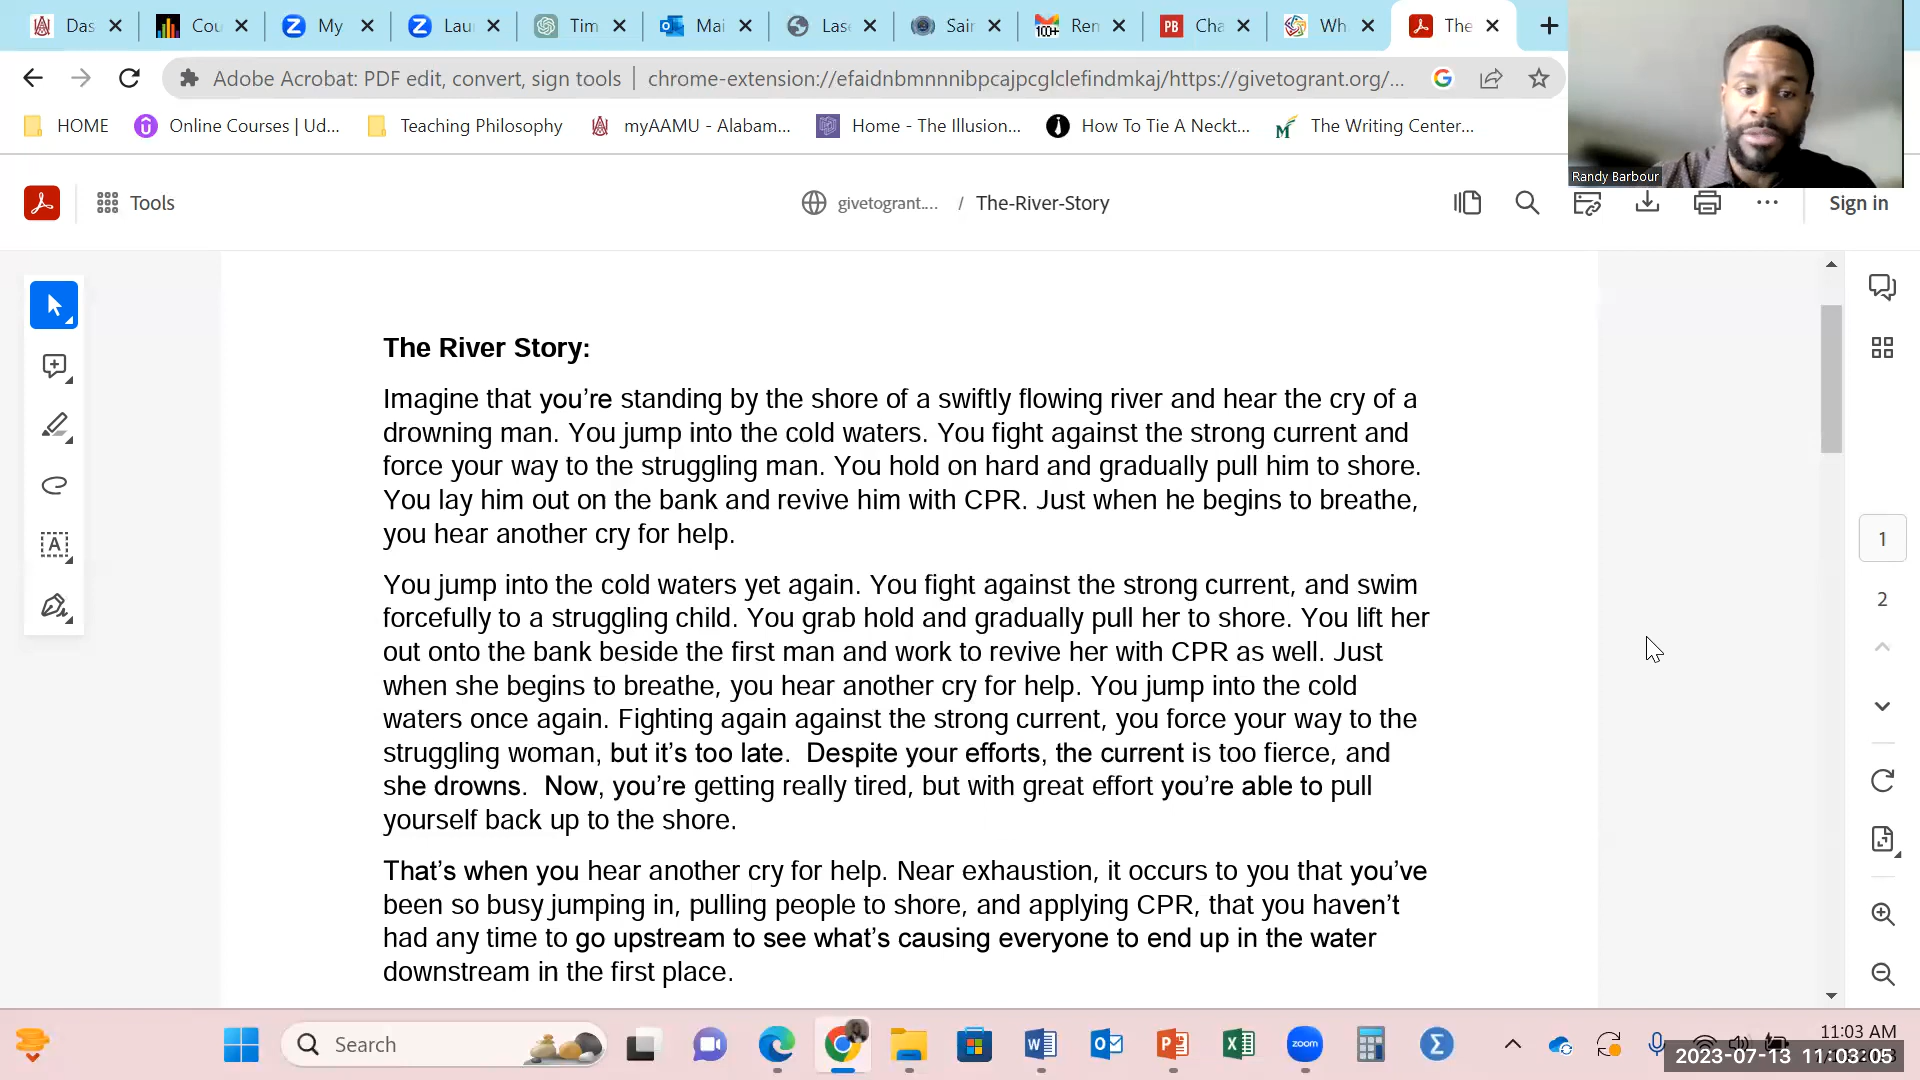 Das
Cou
My
Laun
Tim
Mai
Lase
Sain
100+
Ren
PB
Cha
Wh
The
Adobe Acrobat: PDF edit, convert, sign tools
chrome-extension://efaidnbmnnnibpcajpcglclefindmkaj/https://givetogrant.org/...
HOME
Online Courses | Ud...
Teaching Philosophy
myAAMU - Alabam...
Home - The Illusion...
How To Tie A Neckt...
The Writing Center...
Randy Barbour
Tools
givetogrant....
/ The-River-Story
Sign in
The River Story:
Imagine that you're standing by the shore of a swiftly flowing river and hear the cry of a
drowning man. You jump into the cold waters. You fight against the strong current and
force your way to the struggling man. You hold on hard and gradually pull him to shore.
You lay him out on the bank and revive him with CPR. Just when he begins to breathe,
you hear another cry for help.
You jump into the cold waters yet again. You fight against the strong current, and swim
forcefully to a struggling child. You grab hold and gradually pull her to shore. You lift her
out onto the bank beside the first man and work to revive her with CPR as well. Just
when she begins to breathe, you hear another cry for help. You jump into the cold
waters once again. Fighting again against the strong current, you force your way to the
struggling woman, but it's too late.  Despite your efforts, the current is too fierce, and
she drowns.  Now, you're getting really tired, but with great effort you're able to pull
yourself back up to the shore.
That's when you hear another cry for help. Near exhaustion, it occurs to you that you've
been so busy jumping in, pulling people to shore, and applying CPR, that you haven't
had any time to go upstream to see what's causing everyone to end up in the water
downstream in the first place.
1
2
Search
zoom
11:03 AM
2023-07-13 11:03:05